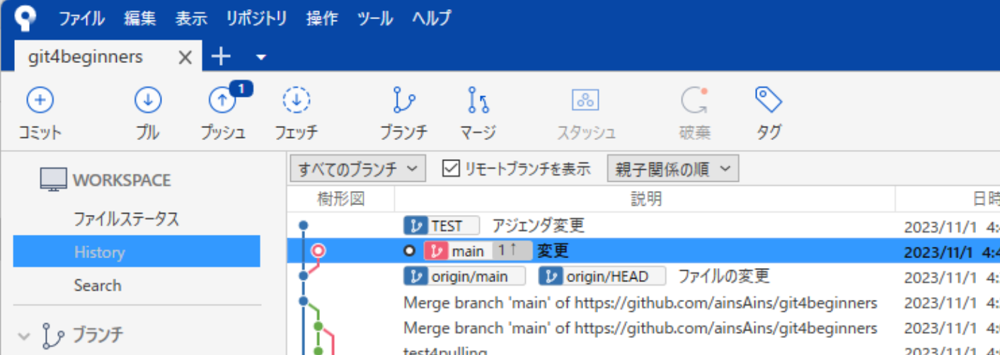 ファイル 編集 表示 リポジトリ 操作 ツール ヘルプ
git4beginners
1
コミット プル プッシュ フェッチ ブランチ マージ スタッシュ 破棄 タグ
すべてのブランチ リモートブランチを表示 親子関係の順
WORKSPACE
樹形図 説明 日時
ファイルステータス
TEST アジェンダ変更 2023/11/1 4:
History
main 1↑ 変更 2023/11/1 4:4
origin/main origin/HEAD ファイルの変更 2023/11/1 4:
Search
Merge branch 'main' of https://github.com/ainsAins/git4beginners 2023/11/1 4:
Merge branch 'main' of https://github.com/ainsAins/git4beginners 2023/11/1 4:
ブランチ
test4pulling 2023/11/1 4: